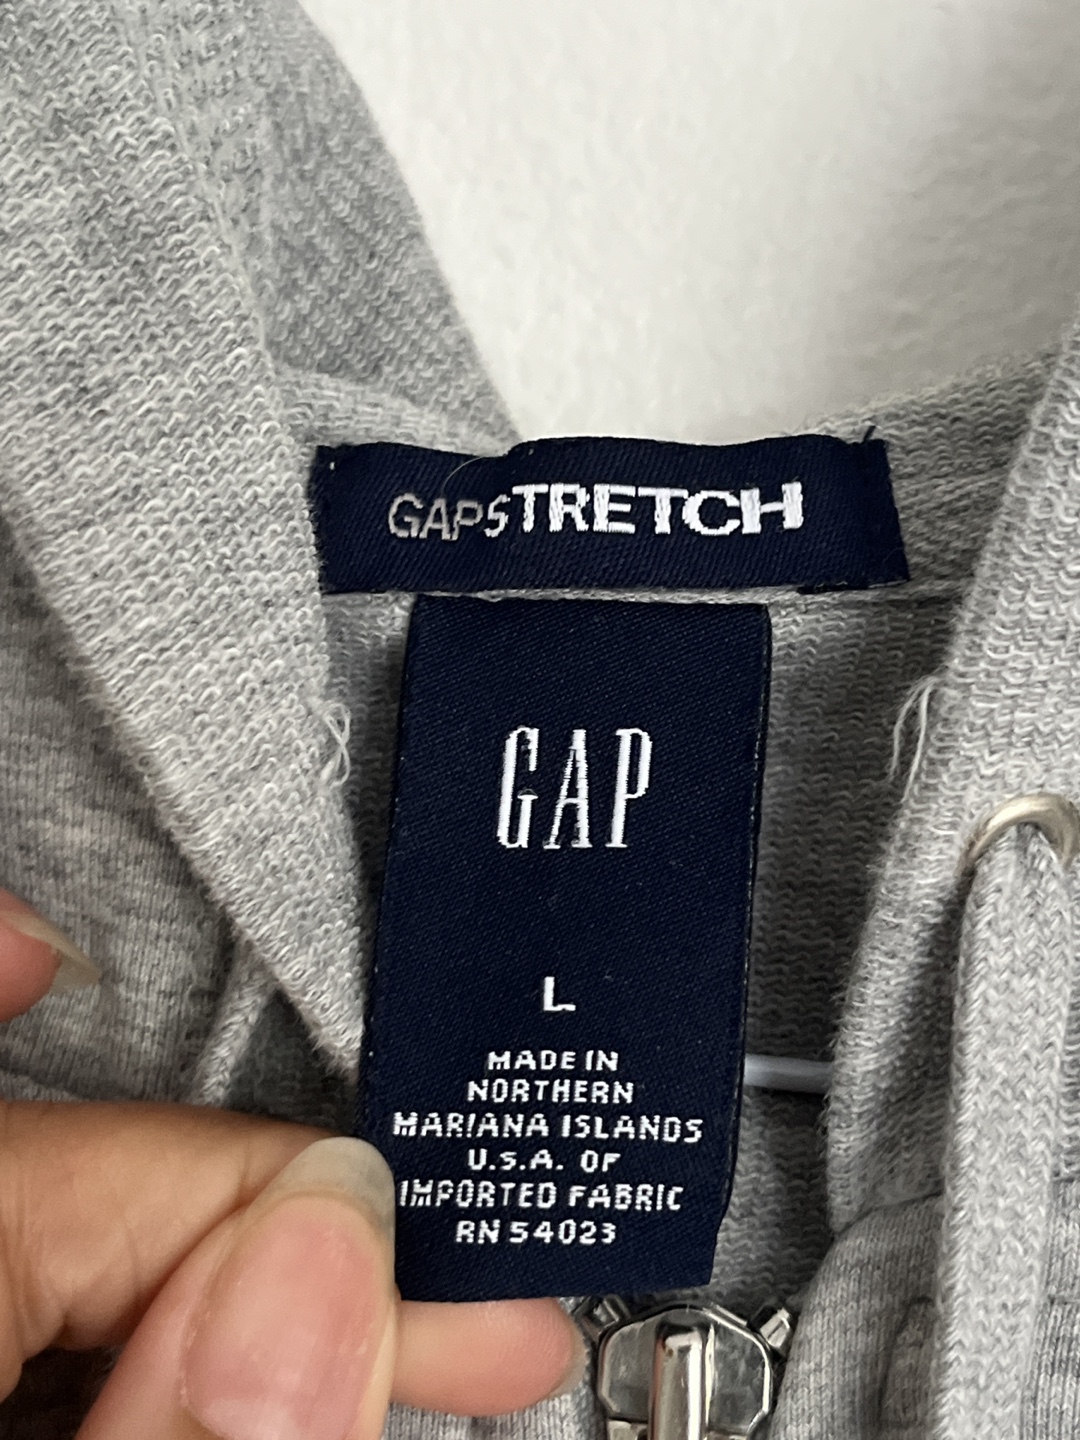 GAPSTRETCH
GAP
L
MADE IN
NORTHERN
MARIANA ISLANDS
U.S.A. OF
IMPORTED FABRIC
RN 54023